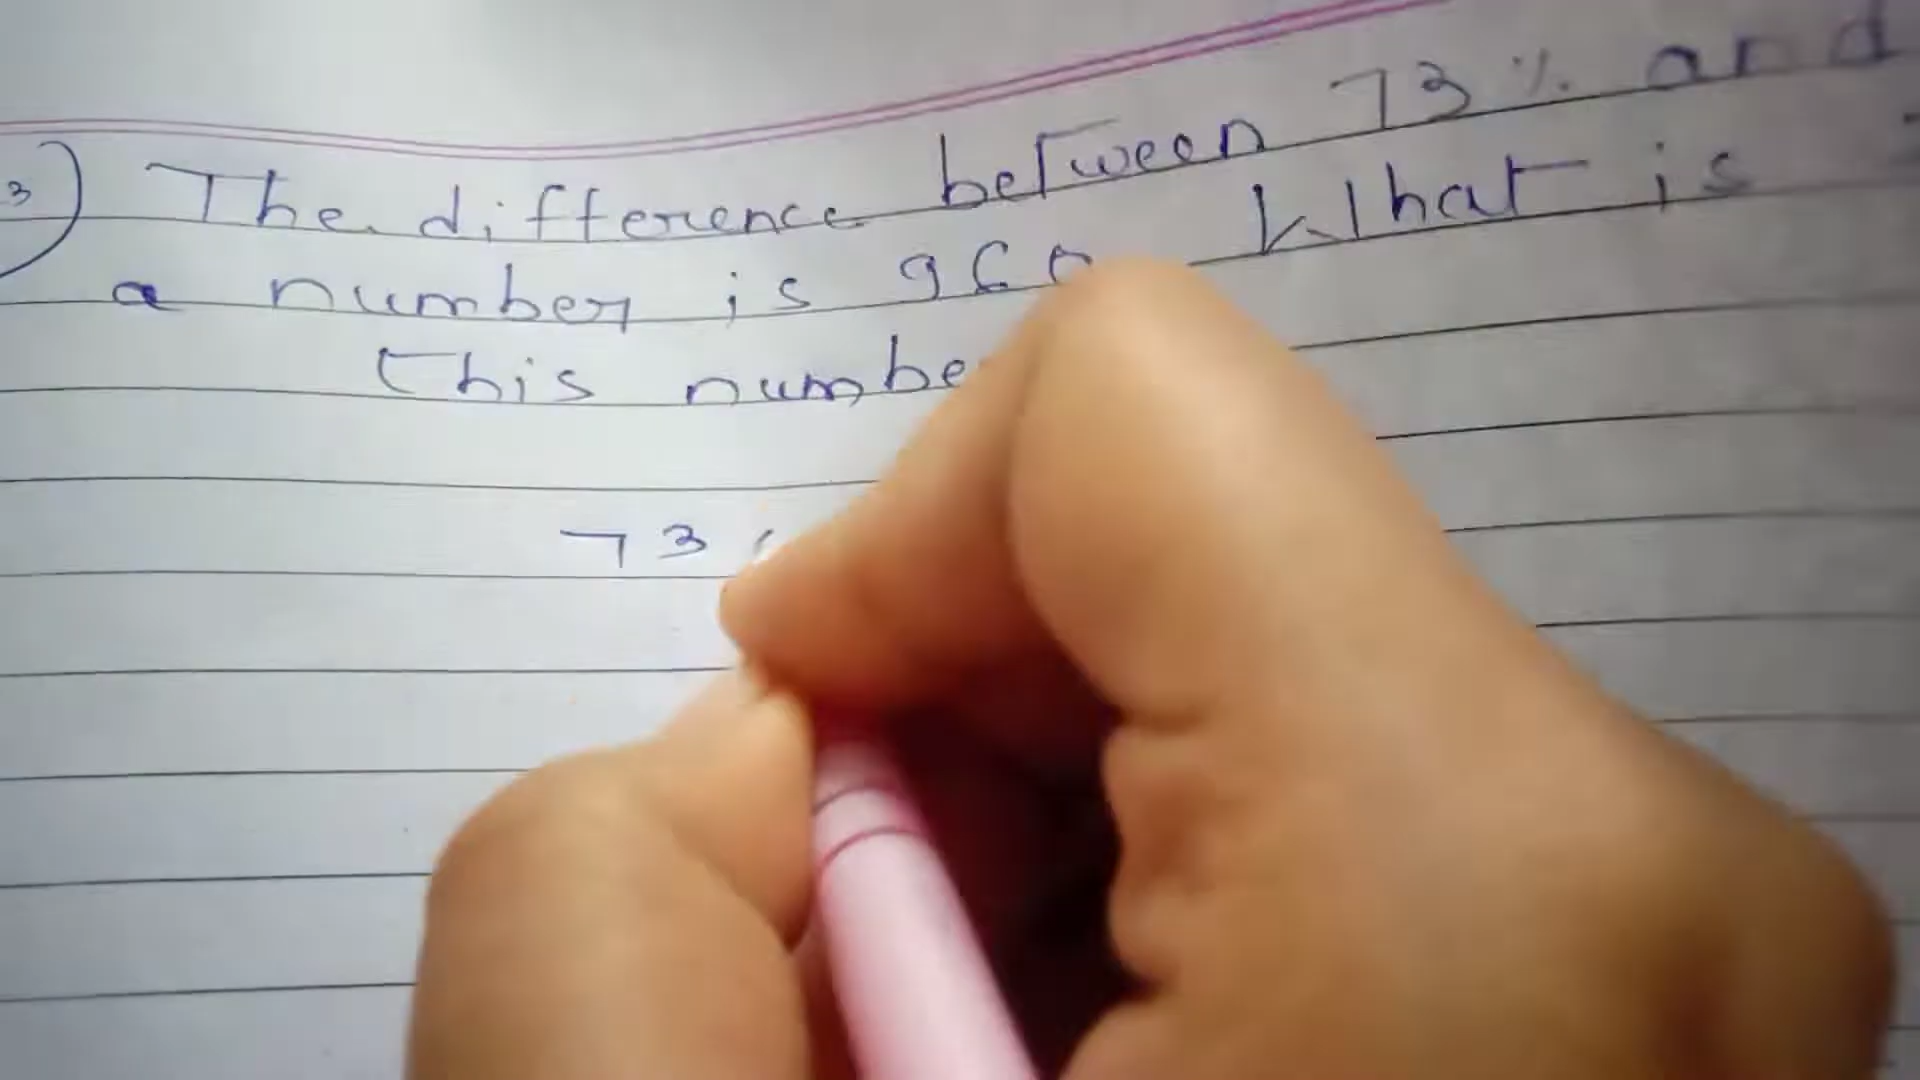 3) The difference between 73% and
a number is 960 What is
this number
73